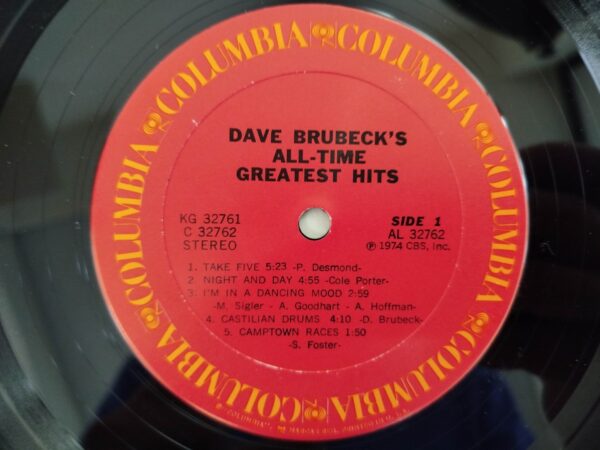 COLUMBIA COLUMBIA COLUMBIA COLUMBIA COLUMBIA COLUMBIA
DAVE BRUBECK'S
ALL-TIME
GREATEST HITS
KG 32761
C 32762
STEREO
SIDE 1
AL 32762
℗ 1974 CBS, Inc.
1. TAKE FIVE 5:23 -P. Desmond-
2. NIGHT AND DAY 4:55 -Cole Porter-
3. I'M IN A DANCING MOOD 2:59
-M. Sigler - A. Goodhart - A. Hoffman-
4. CASTILIAN DRUMS 4:10 -D. Brubeck-
5. CAMPTOWN RACES 1:50
-S. Foster-